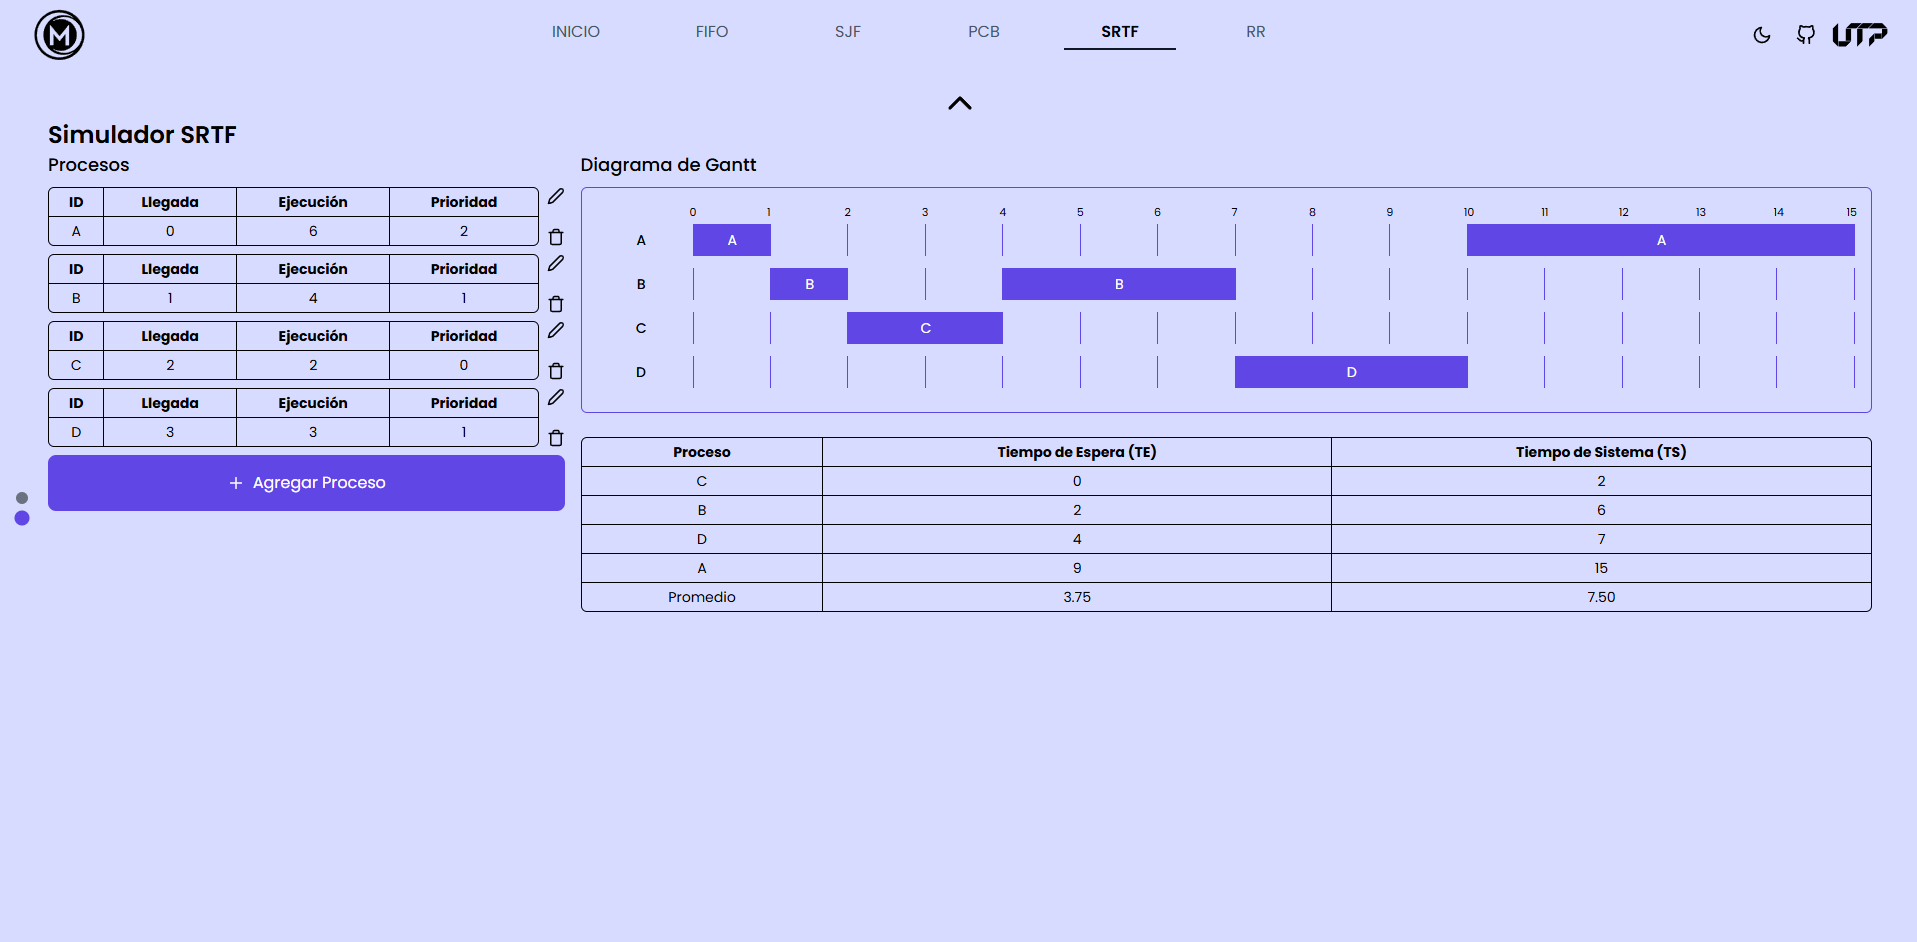 M
INICIO FIFO SJF PCB SRTF RR
UTP
Simulador SRTF
Procesos
ID Llegada Ejecución Prioridad
A 0 6 2
ID Llegada Ejecución Prioridad
B 1 4 1
ID Llegada Ejecución Prioridad
C 2 2 0
ID Llegada Ejecución Prioridad
D 3 3 1
+ Agregar Proceso
Diagrama de Gantt
0 1 2 3 4 5 6 7 8 9 10 11 12 13 14 15
A A A
B B B
C C
D D
Proceso Tiempo de Espera (TE) Tiempo de Sistema (TS)
C 0 2
B 2 6
D 4 7
A 9 15
Promedio 3.75 7.50